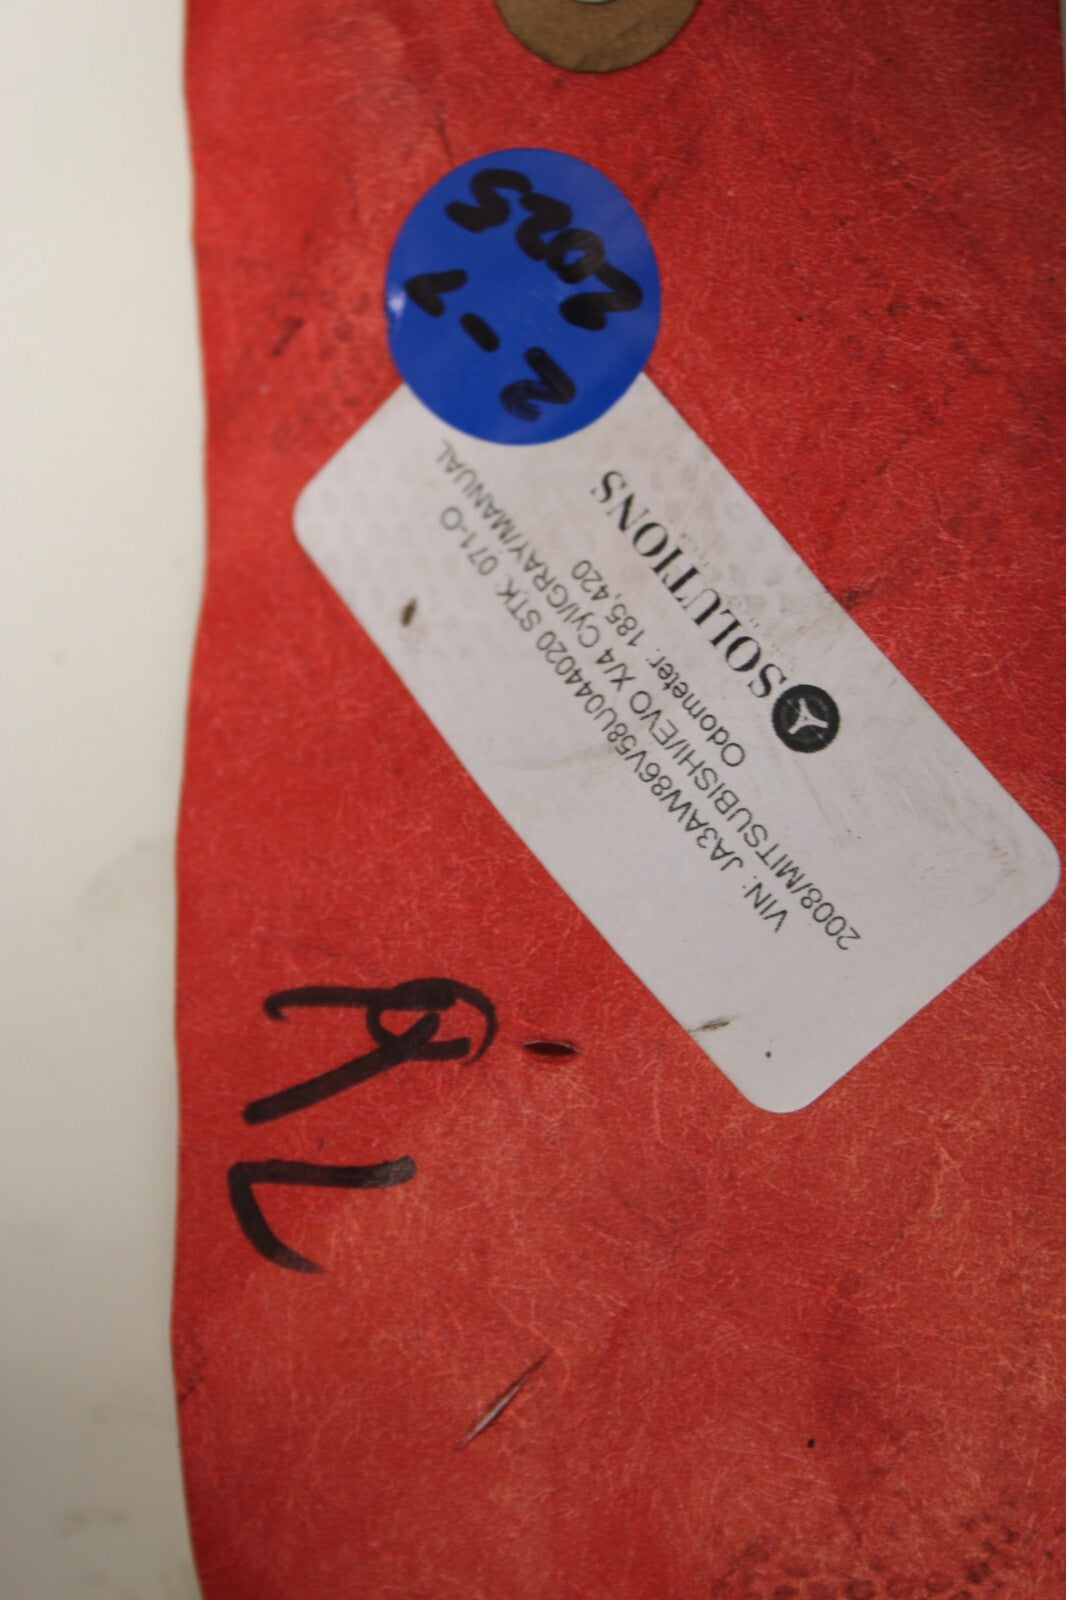 2-7
2025
SOLUTIONS
Odometer: 185,420
2008/MITSUBISHI/EVO X/4 Cyl/GRAY/MANUAL
VIN: JA3AW86V58U044020 STK: 071-O
RL